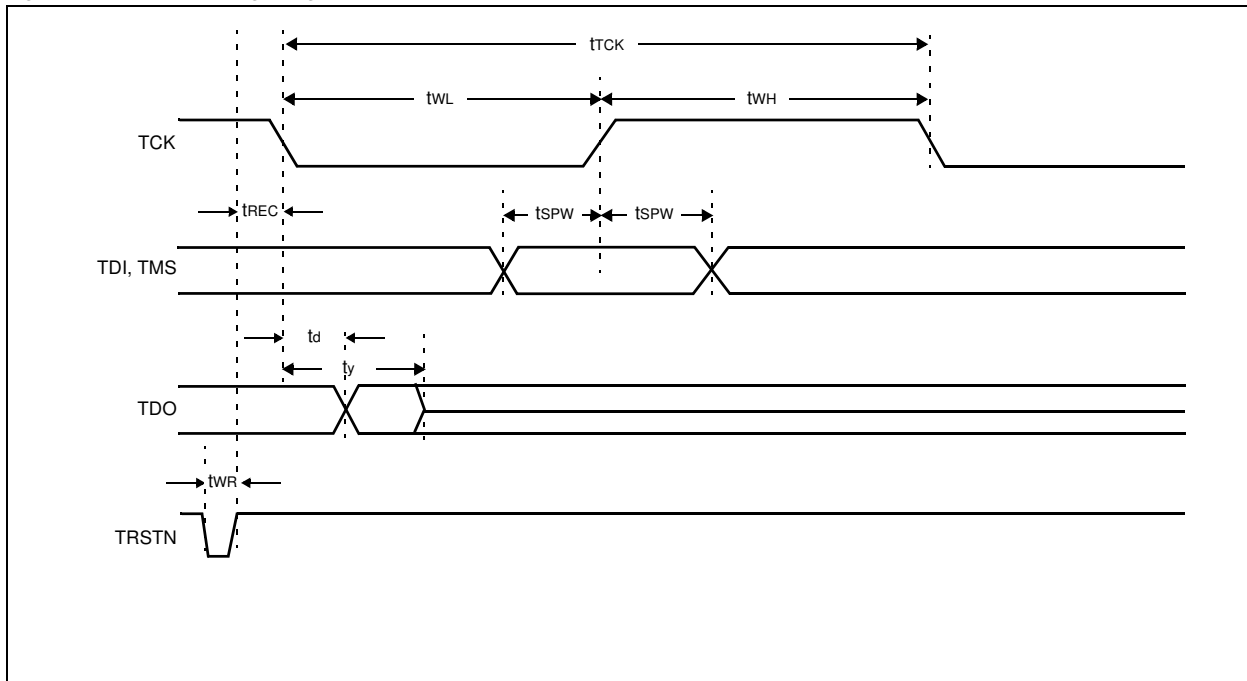 tTCK
tWL tWH
TCK
tREC tSPW tSPW
TDI, TMS
td
ty
TDO
tWR
TRSTN